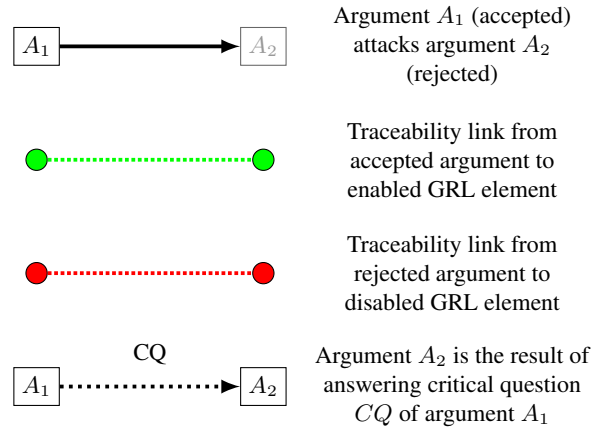 A₁ A₂ Argument A₁ (accepted)
attacks argument A₂
(rejected)
Traceability link from
accepted argument to
enabled GRL element
Traceability link from
rejected argument to
disabled GRL element
CQ
A₁ A₂ Argument A₂ is the result of
answering critical question
CQ of argument A₁